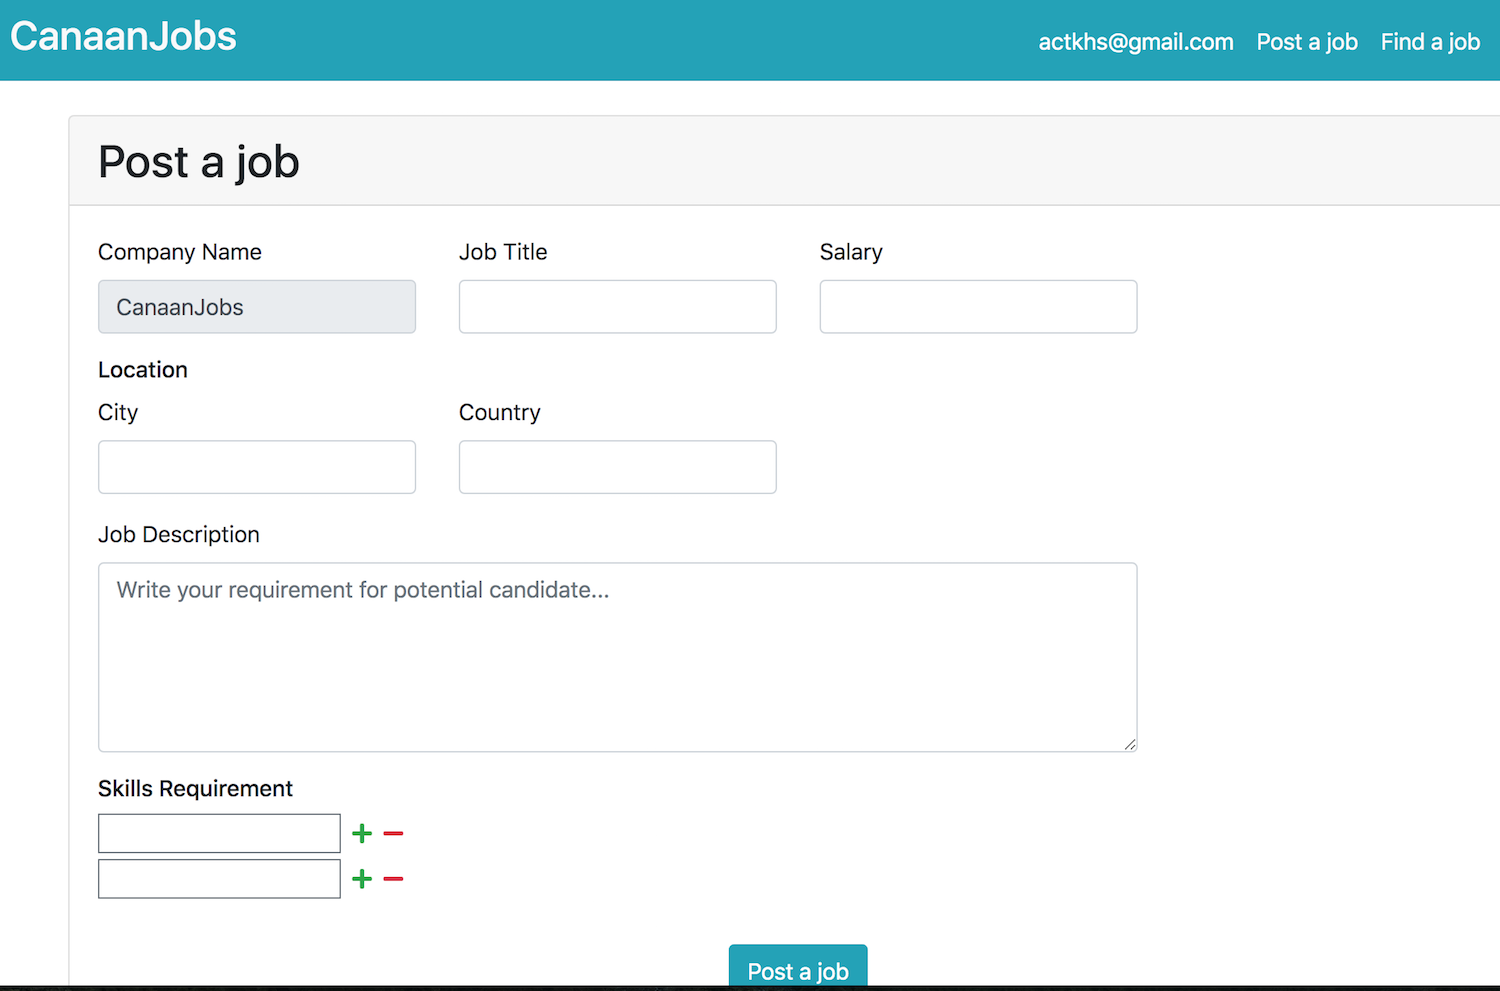 CanaanJobs
actkhs@gmail.com Post a job Find a job
Post a job
Company Name Job Title Salary
CanaanJobs
Location
City Country
Job Description
Write your requirement for potential candidate...
Skills Requirement
Post a job